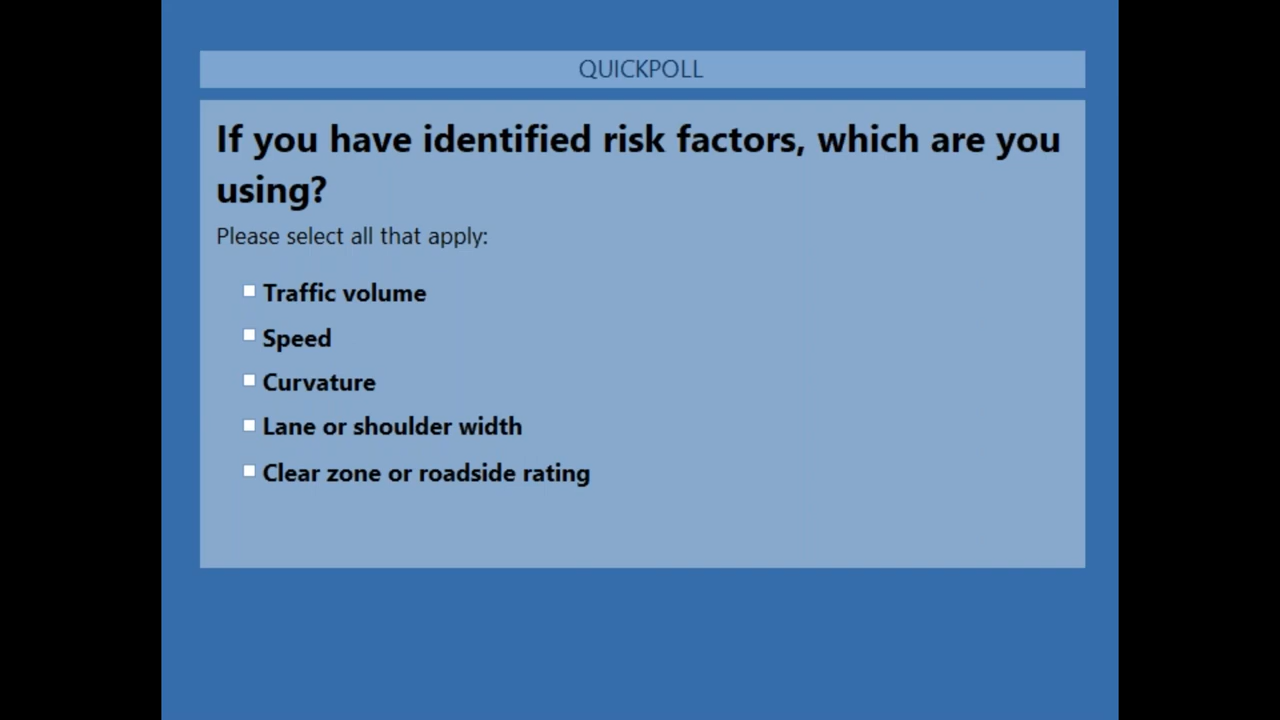 QUICKPOLL
If you have identified risk factors, which are you
using?
Please select all that apply:
Traffic volume
Speed
Curvature
Lane or shoulder width
Clear zone or roadside rating